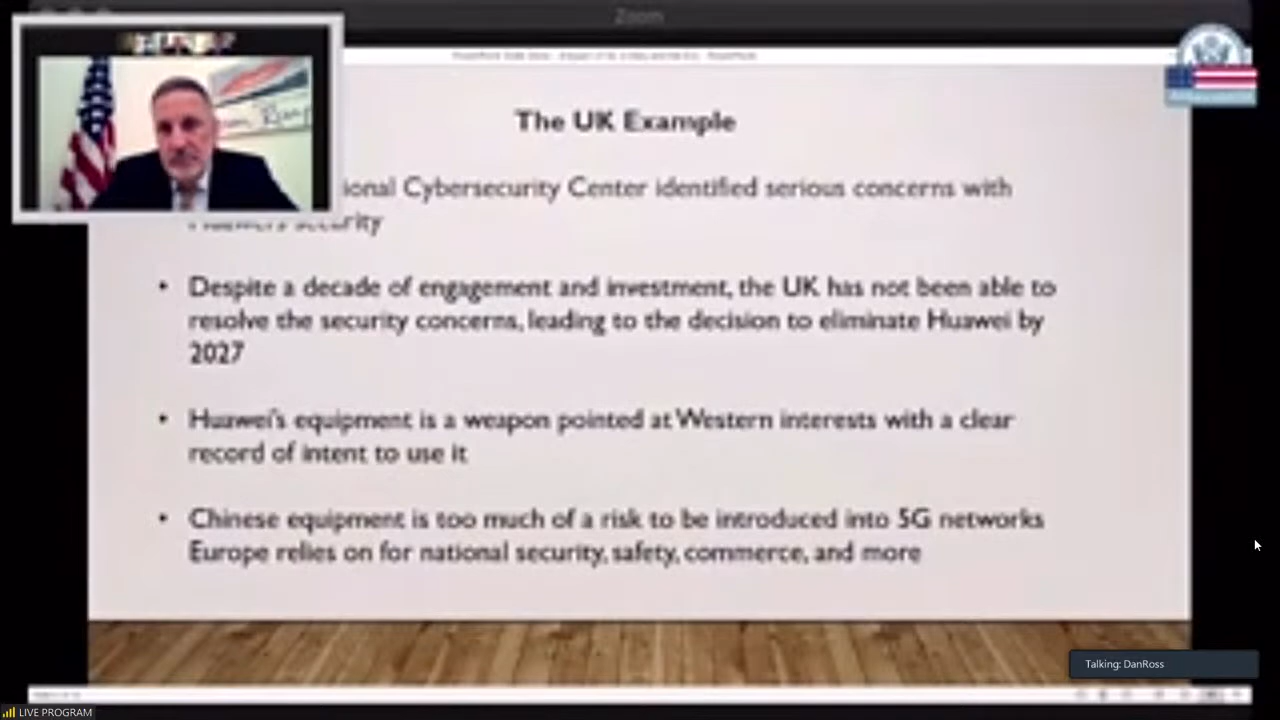 Zoom
The UK Example
ional Cybersecurity Center identified serious concerns with
Huawei's security
• Despite a decade of engagement and investment, the UK has not been able to
resolve the security concerns, leading to the decision to eliminate Huawei by
2027
• Huawei's equipment is a weapon pointed at Western interests with a clear
record of intent to use it
• Chinese equipment is too much of a risk to be introduced into 5G networks
Europe relies on for national security, safety, commerce, and more
Talking: DanRoss
LIVE PROGRAM